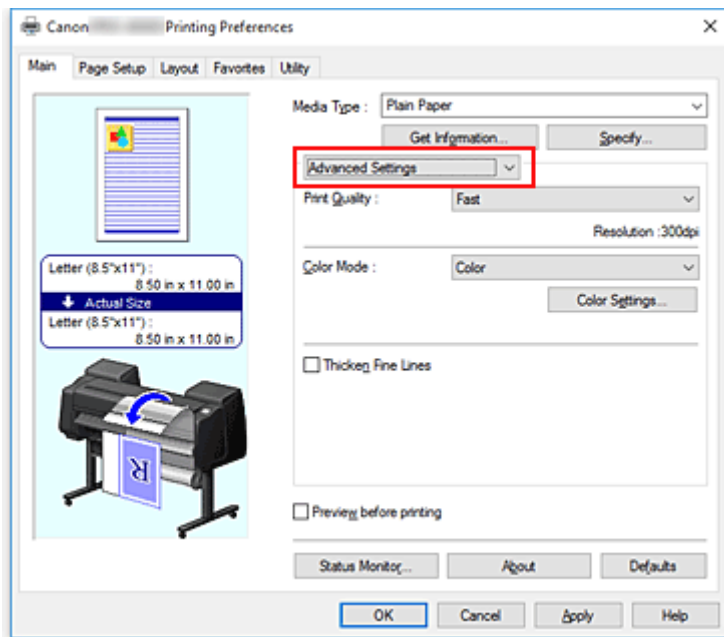 Canon Printing Preferences
Main Page Setup Layout Favorites Utility
Media Type : Plain Paper
Get Information... Specify...
Advanced Settings
Print Quality : Fast
Resolution :300dpi
Letter (8.5"x11") :
8.50 in x 11.00 in
Actual Size
Letter (8.5"x11") :
8.50 in x 11.00 in
Color Mode : Color
Color Settings...
Thicken Fine Lines
R
Preview before printing
Status Monitor... About Defaults
OK Cancel Apply Help